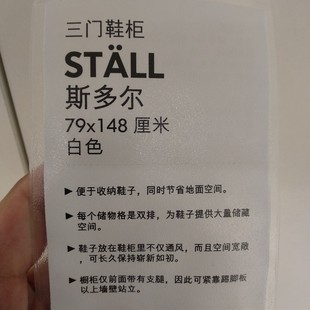 三门鞋柜
STÄLL
斯多尔
79x148 厘米
白色
▶ 便于收纳鞋子，同时节省地面空间。
▶ 每个储物格是双排，为鞋子提供大量储藏
空间。
▶ 鞋子放在鞋柜里不仅通风，而且空间宽敞
，可长久保持崭新如初。
▶ 橱柜仅前面带有支腿，因此可紧靠踢脚板
以上墙壁站立。